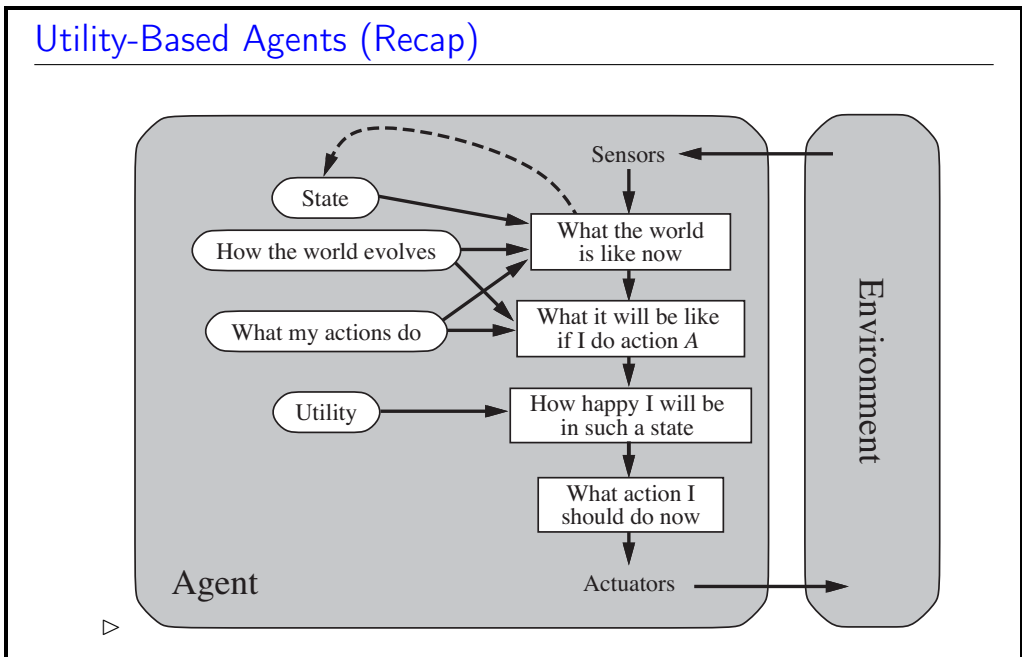 Utility-Based Agents (Recap)
Sensors
State
What the world
is like now
How the world evolves
What it will be like
if I do action A
What my actions do
How happy I will be
in such a state
Utility
What action I
should do now
Agent
Actuators
Environment